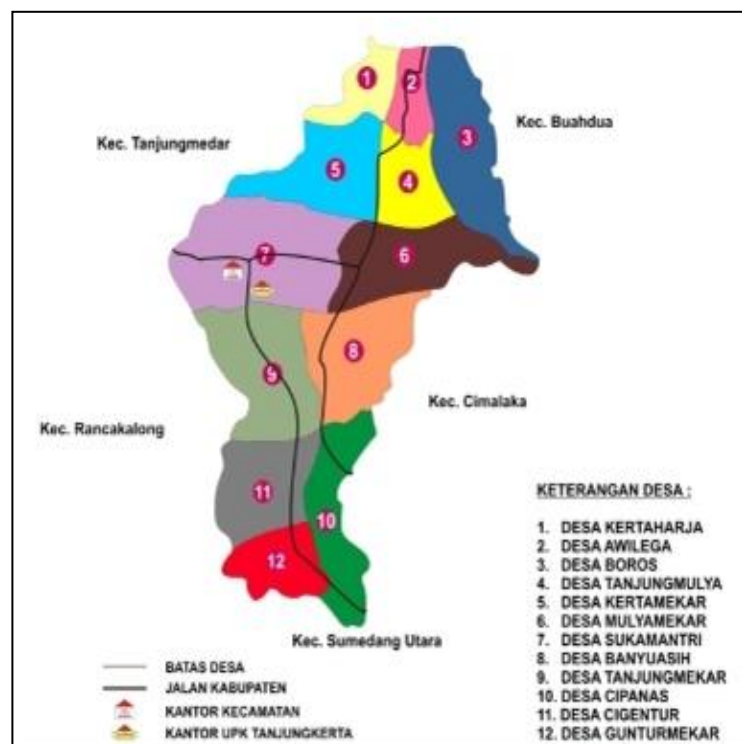 1
2
3
Kec. Buahdua
Kec. Tanjungmedar
5
4
7
6
8
9
Kec. Cimalaka
Kec. Rancakalong
11
10
12
Kec. Sumedang Utara
KETERANGAN DESA :
1. DESA KERTAHARJA
2. DESA AWILEGA
3. DESA BOROS
4. DESA TANJUNGMULYA
5. DESA KERTAMEKAR
6. DESA MULYAMEKAR
7. DESA SUKAMANTRI
8. DESA BANYUASIH
9. DESA TANJUNGMEKAR
10. DESA CIPANAS
11. DESA CIGENTUR
12. DESA GUNTURMEKAR
BATAS DESA
JALAN KABUPATEN
KANTOR KECAMATAN
KANTOR UPK TANJUNGKERTA